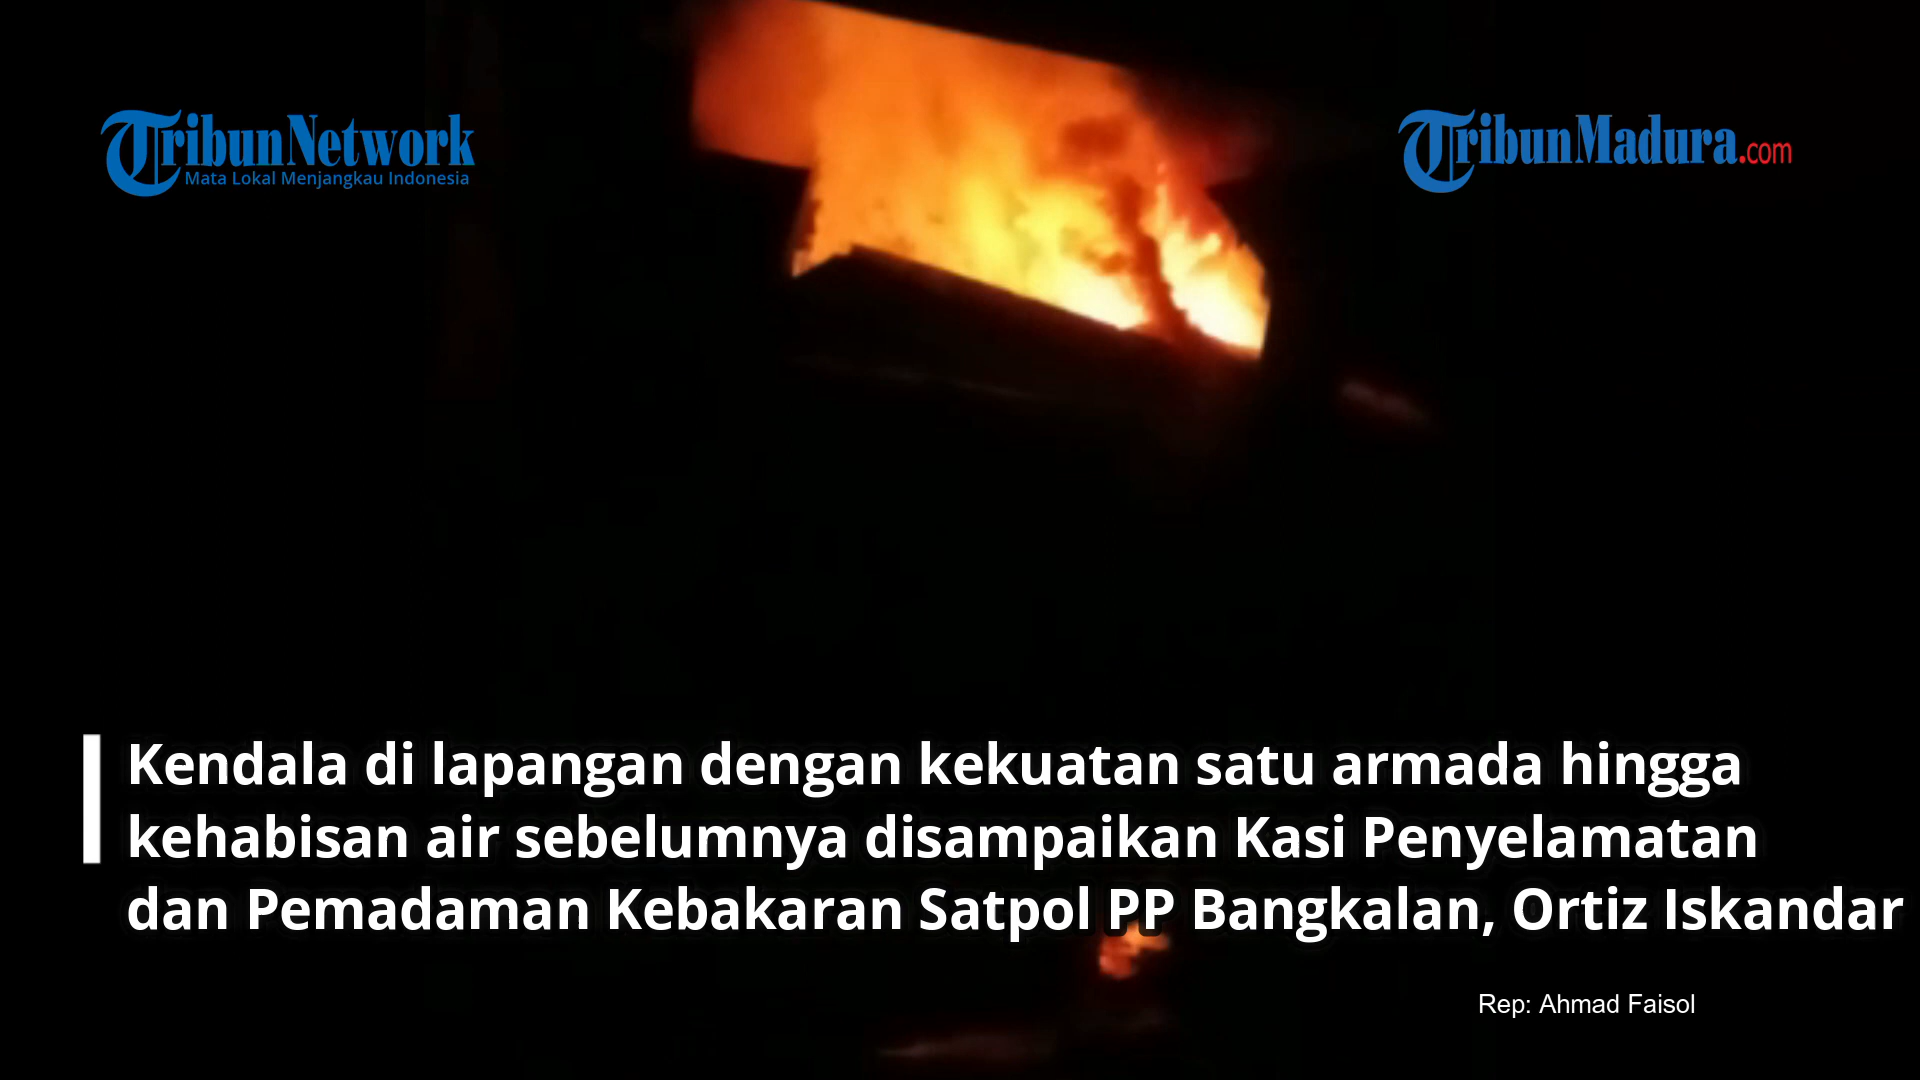 TribunNetwork
Mata Lokal Menjangkau Indonesia
TribunMadura.com
Kendala di lapangan dengan kekuatan satu armada hingga
kehabisan air sebelumnya disampaikan Kasi Penyelamatan
dan Pemadaman Kebakaran Satpol PP Bangkalan, Ortiz Iskandar
Rep: Ahmad Faisol